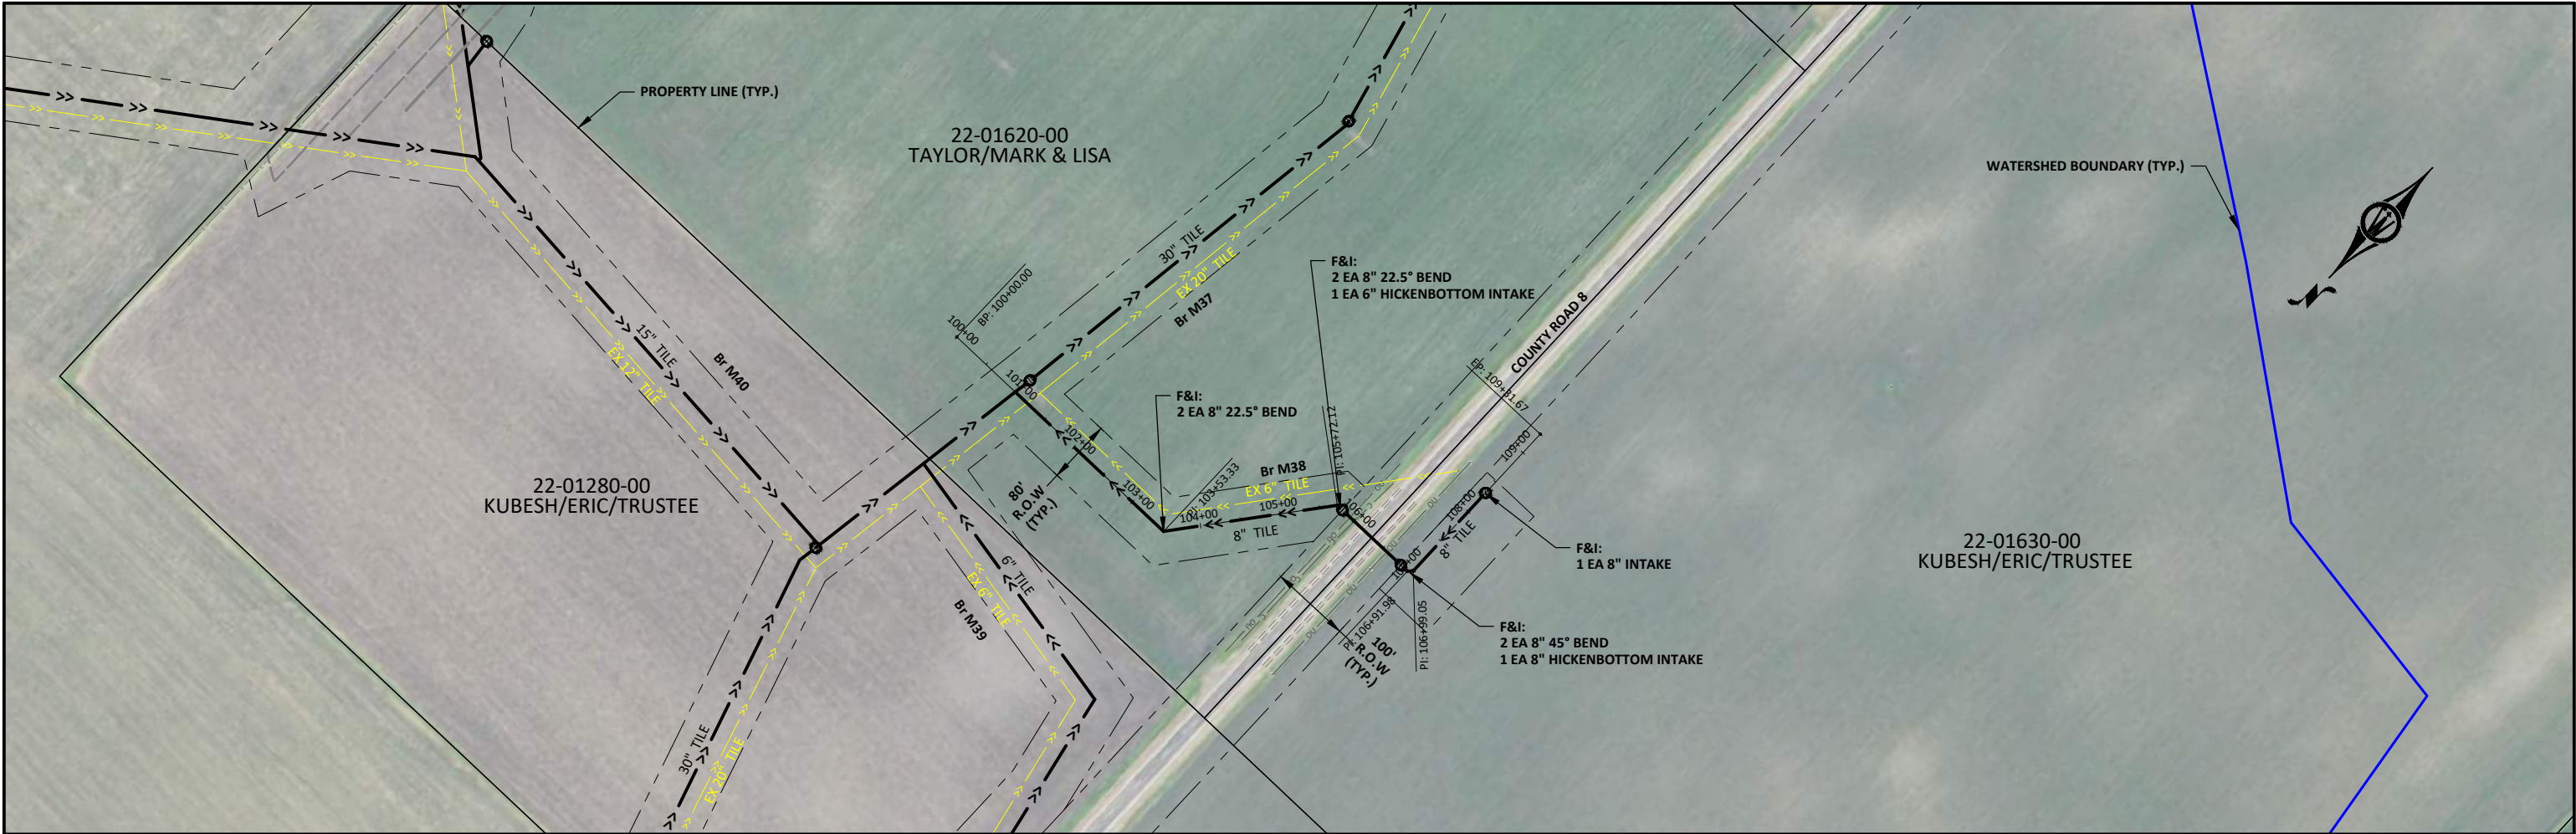 PROPERTY LINE (TYP.)
22-01620-00
TAYLOR/MARK & LISA
WATERSHED BOUNDARY (TYP.)
30" TILE
EX 20" TILE
Br M37
BP: 100+00.00
100+00
101+00
F&I:
2 EA 8" 22.5° BEND
1 EA 6" HICKENBOTTOM INTAKE
COUNTY ROAD 8
15" TILE
EX 12" TILE
Br M40
F&I:
2 EA 8" 22.5° BEND
EP: 109+31.67
109+00
102+00
103+00
PI: 103+53.33
80'
R.O.W
(TYP.)
Br M38
EX 6" TILE
104+00
105+00
8" TILE
PI: 105+72.12
106+00
108+00
8" TILE
22-01280-00
KUBESH/ERIC/TRUSTEE
F&I:
1 EA 8" INTAKE
22-01630-00
KUBESH/ERIC/TRUSTEE
6" TILE
EX 6" TILE
Br M39
PI: 106+91.98
PI: 106+99.05
100'
R.O.W
(TYP.)
F&I:
2 EA 8" 45° BEND
1 EA 8" HICKENBOTTOM INTAKE
30" TILE
EX 20" TILE